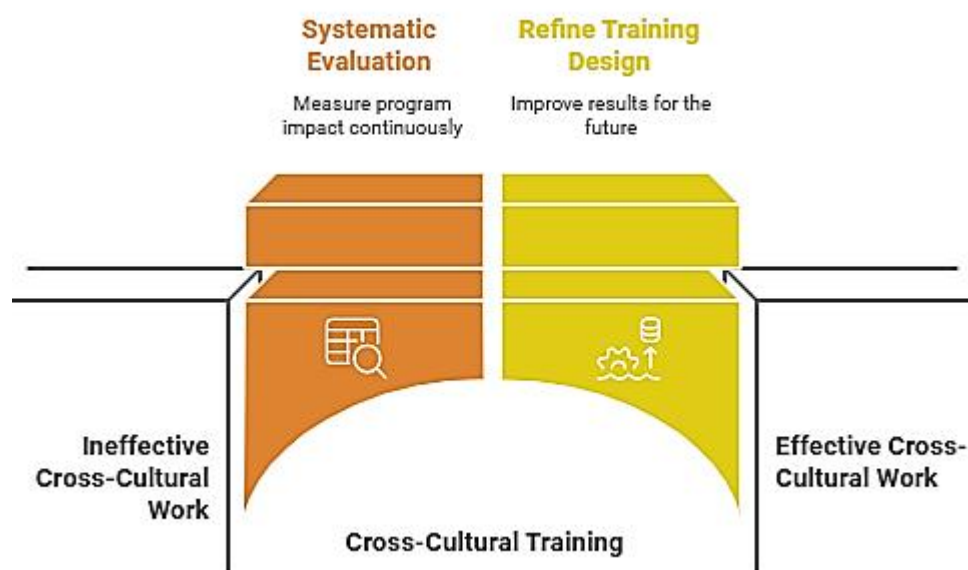 Systematic
Evaluation
Measure program
impact continuously
Refine Training
Design
Improve results for the
future
Ineffective
Cross-Cultural
Work
Effective Cross-
Cultural Work
Cross-Cultural Training